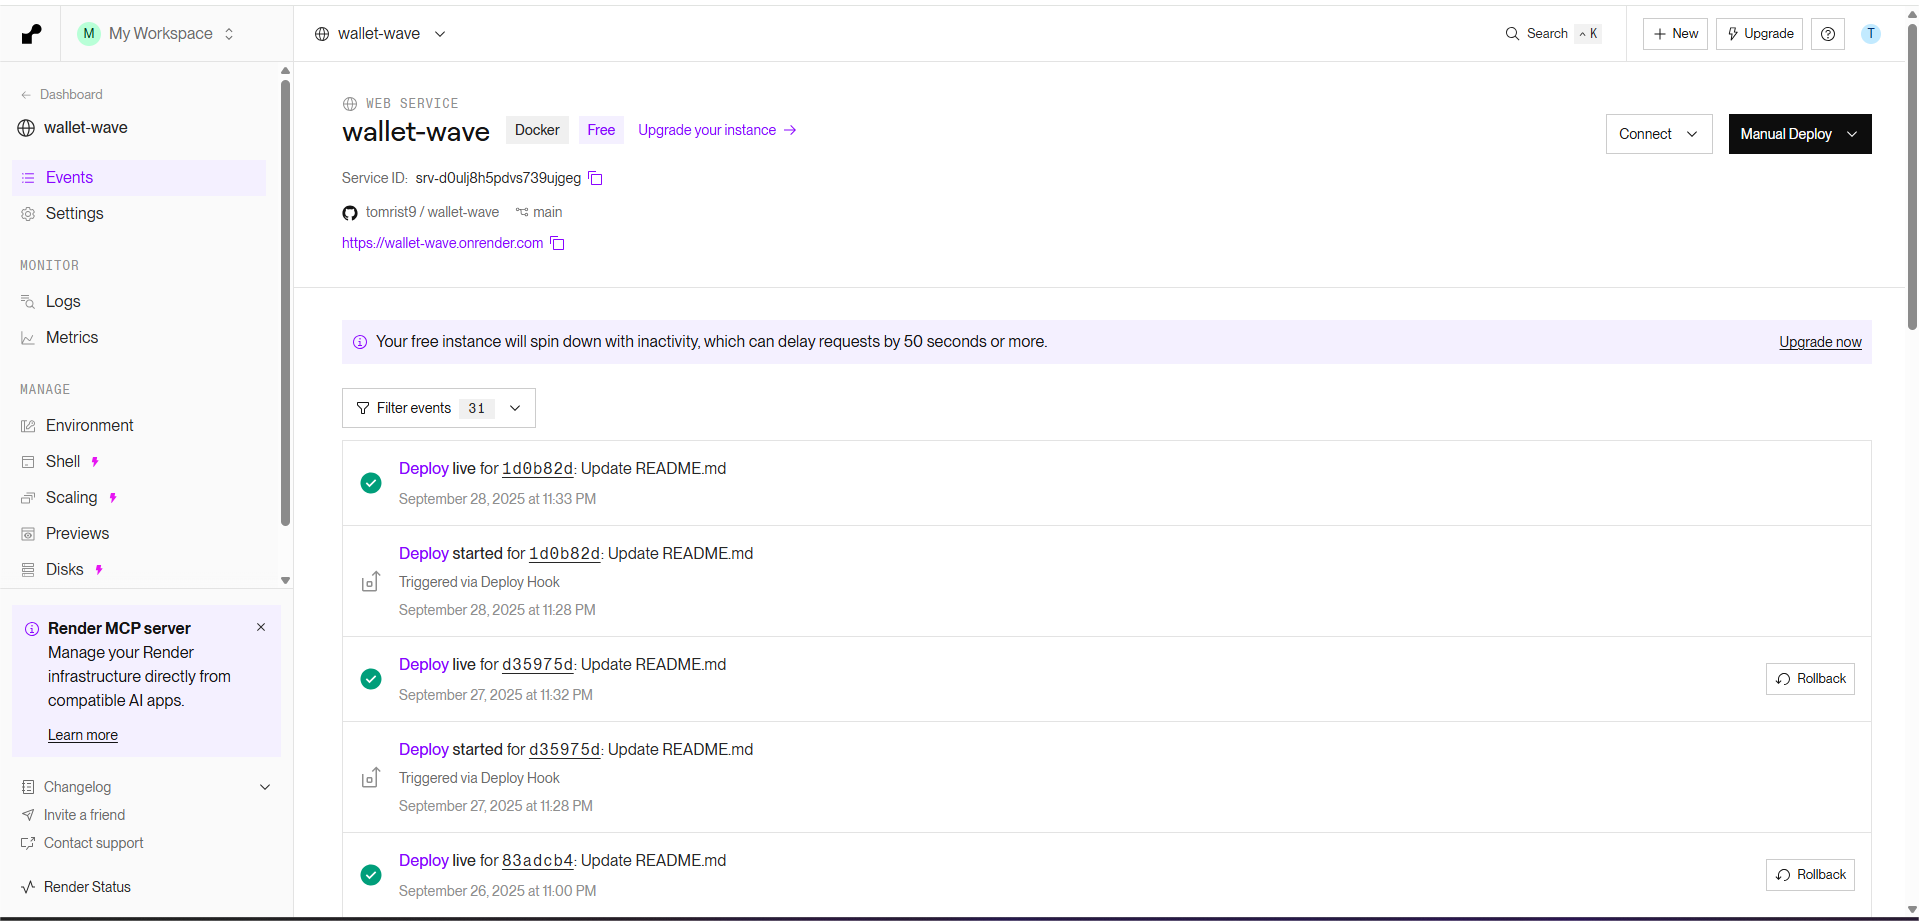 M My Workspace
wallet-wave
Search ^ K
+ New
Upgrade
T
← Dashboard
wallet-wave
Events
Settings
MONITOR
Logs
Metrics
MANAGE
Environment
Shell
Scaling
Previews
Disks
Render MCP server
Manage your Render
infrastructure directly from
compatible AI apps.
Learn more
Changelog
Invite a friend
Contact support
Render Status
WEB SERVICE
wallet-wave Docker Free Upgrade your instance →
Connect
Manual Deploy
Service ID: srv-d0ulj8h5pdvs739ujgeg
tomrist9 / wallet-wave main
https://wallet-wave.onrender.com
Your free instance will spin down with inactivity, which can delay requests by 50 seconds or more.
Upgrade now
Filter events 31
Deploy live for 1d0b82d: Update README.md
September 28, 2025 at 11:33 PM
Deploy started for 1d0b82d: Update README.md
Triggered via Deploy Hook
September 28, 2025 at 11:28 PM
Deploy live for d35975d: Update README.md
September 27, 2025 at 11:32 PM
Rollback
Deploy started for d35975d: Update README.md
Triggered via Deploy Hook
September 27, 2025 at 11:28 PM
Deploy live for 83adcb4: Update README.md
September 26, 2025 at 11:00 PM
Rollback